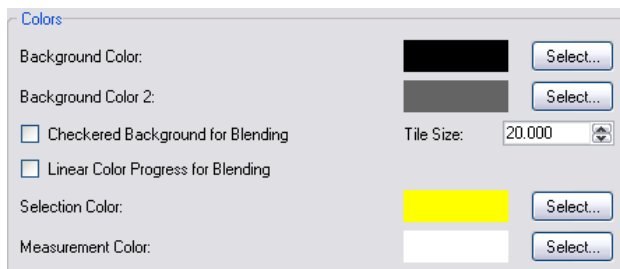 Colors
Background Color: Select...
Background Color 2: Select...
Checkered Background for Blending Tile Size: 20.000
Linear Color Progress for Blending
Selection Color: Select...
Measurement Color: Select...